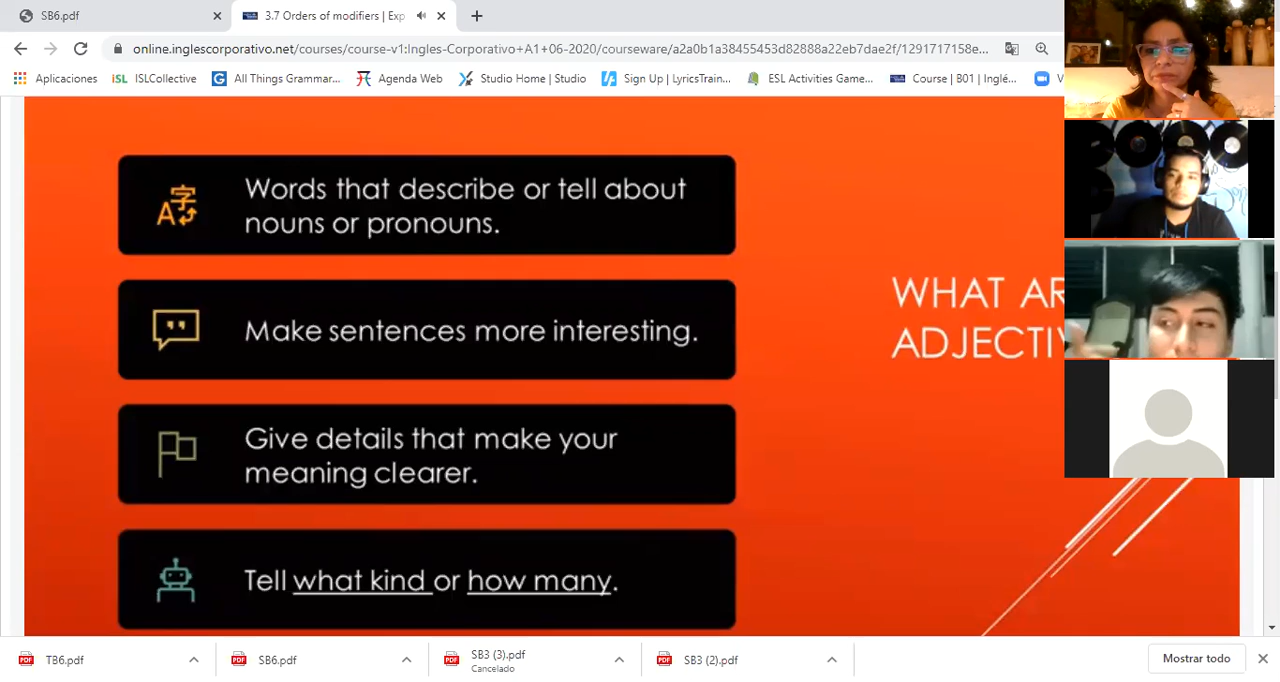 SB6.pdf
3.7 Orders of modifiers | Exp
online.inglescorporativo.net/courses/course-v1:Ingles-Corporativo+A1+06-2020/courseware/a2a0b1a38455453d82888a22eb7dae2f/1291717158e...
Aplicaciones
iSL ISLCollective
G All Things Grammar...
Agenda Web
Studio Home | Studio
Sign Up | LyricsTrain...
ESL Activities Game...
Course | B01 | Inglé...
V
Words that describe or tell about
nouns or pronouns.
Make sentences more interesting.
Give details that make your
meaning clearer.
Tell what kind or how many.
WHAT AR
ADJECTIV
TB6.pdf
SB6.pdf
SB3 (3).pdf
Cancelado
SB3 (2).pdf
Mostrar todo